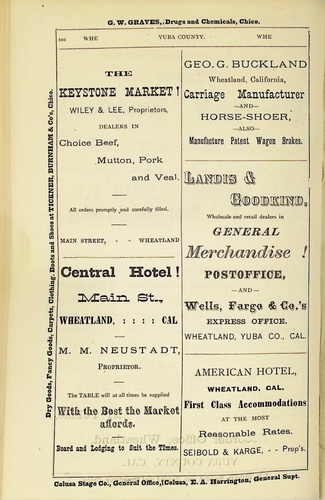 G. W. GRAVES, Drugs and Chemicals, Chico.
100 WHE YUBA COUNTY. WHE
Dry Goods, Fancy Goods, Carpets, Clothing, Boots and Shoes at TICKNER, BURNHAM & Co's, Chico.
THE
KEYSTONE MARKET!
WILEY & LEE, Proprietors,
DEALERS IN
Choice Beef,
Mutton, Pork
and Veal.
All orders promptly and carefully filled.
MAIN STREET, - - WHEATLAND
Central Hotel!
Main St.,
WHEATLAND, : : : : CAL
M. M. NEUSTADT,
PROPRIETOR.
The TABLE will at all times be supplied
With the Best the Market
affords.
Board and Lodging to Suit the Times.
GEO. G. BUCKLAND
Wheatland, California,
Carriage Manufacturer
—AND—
HORSE-SHOER,
—ALSO—
Manufacture Patent Wagon Brakes.
LANDIS &
GOODKIND,
Wholesale and retail dealers in
GENERAL
Merchandise !
POSTOFFICE,
—AND—
Wells, Fargo & Co.'s
EXPRESS OFFICE.
WHEATLAND, YUBA CO., CAL.
AMERICAN HOTEL,
WHEATLAND, CAL.
First Class Accommodations
AT THE MOST
Reasonable Rates.
SEIBOLD & KARGE, - - Prop's.
Colusa Stage Co., General Office, Colusa, E. A. Harrington, General Supt.